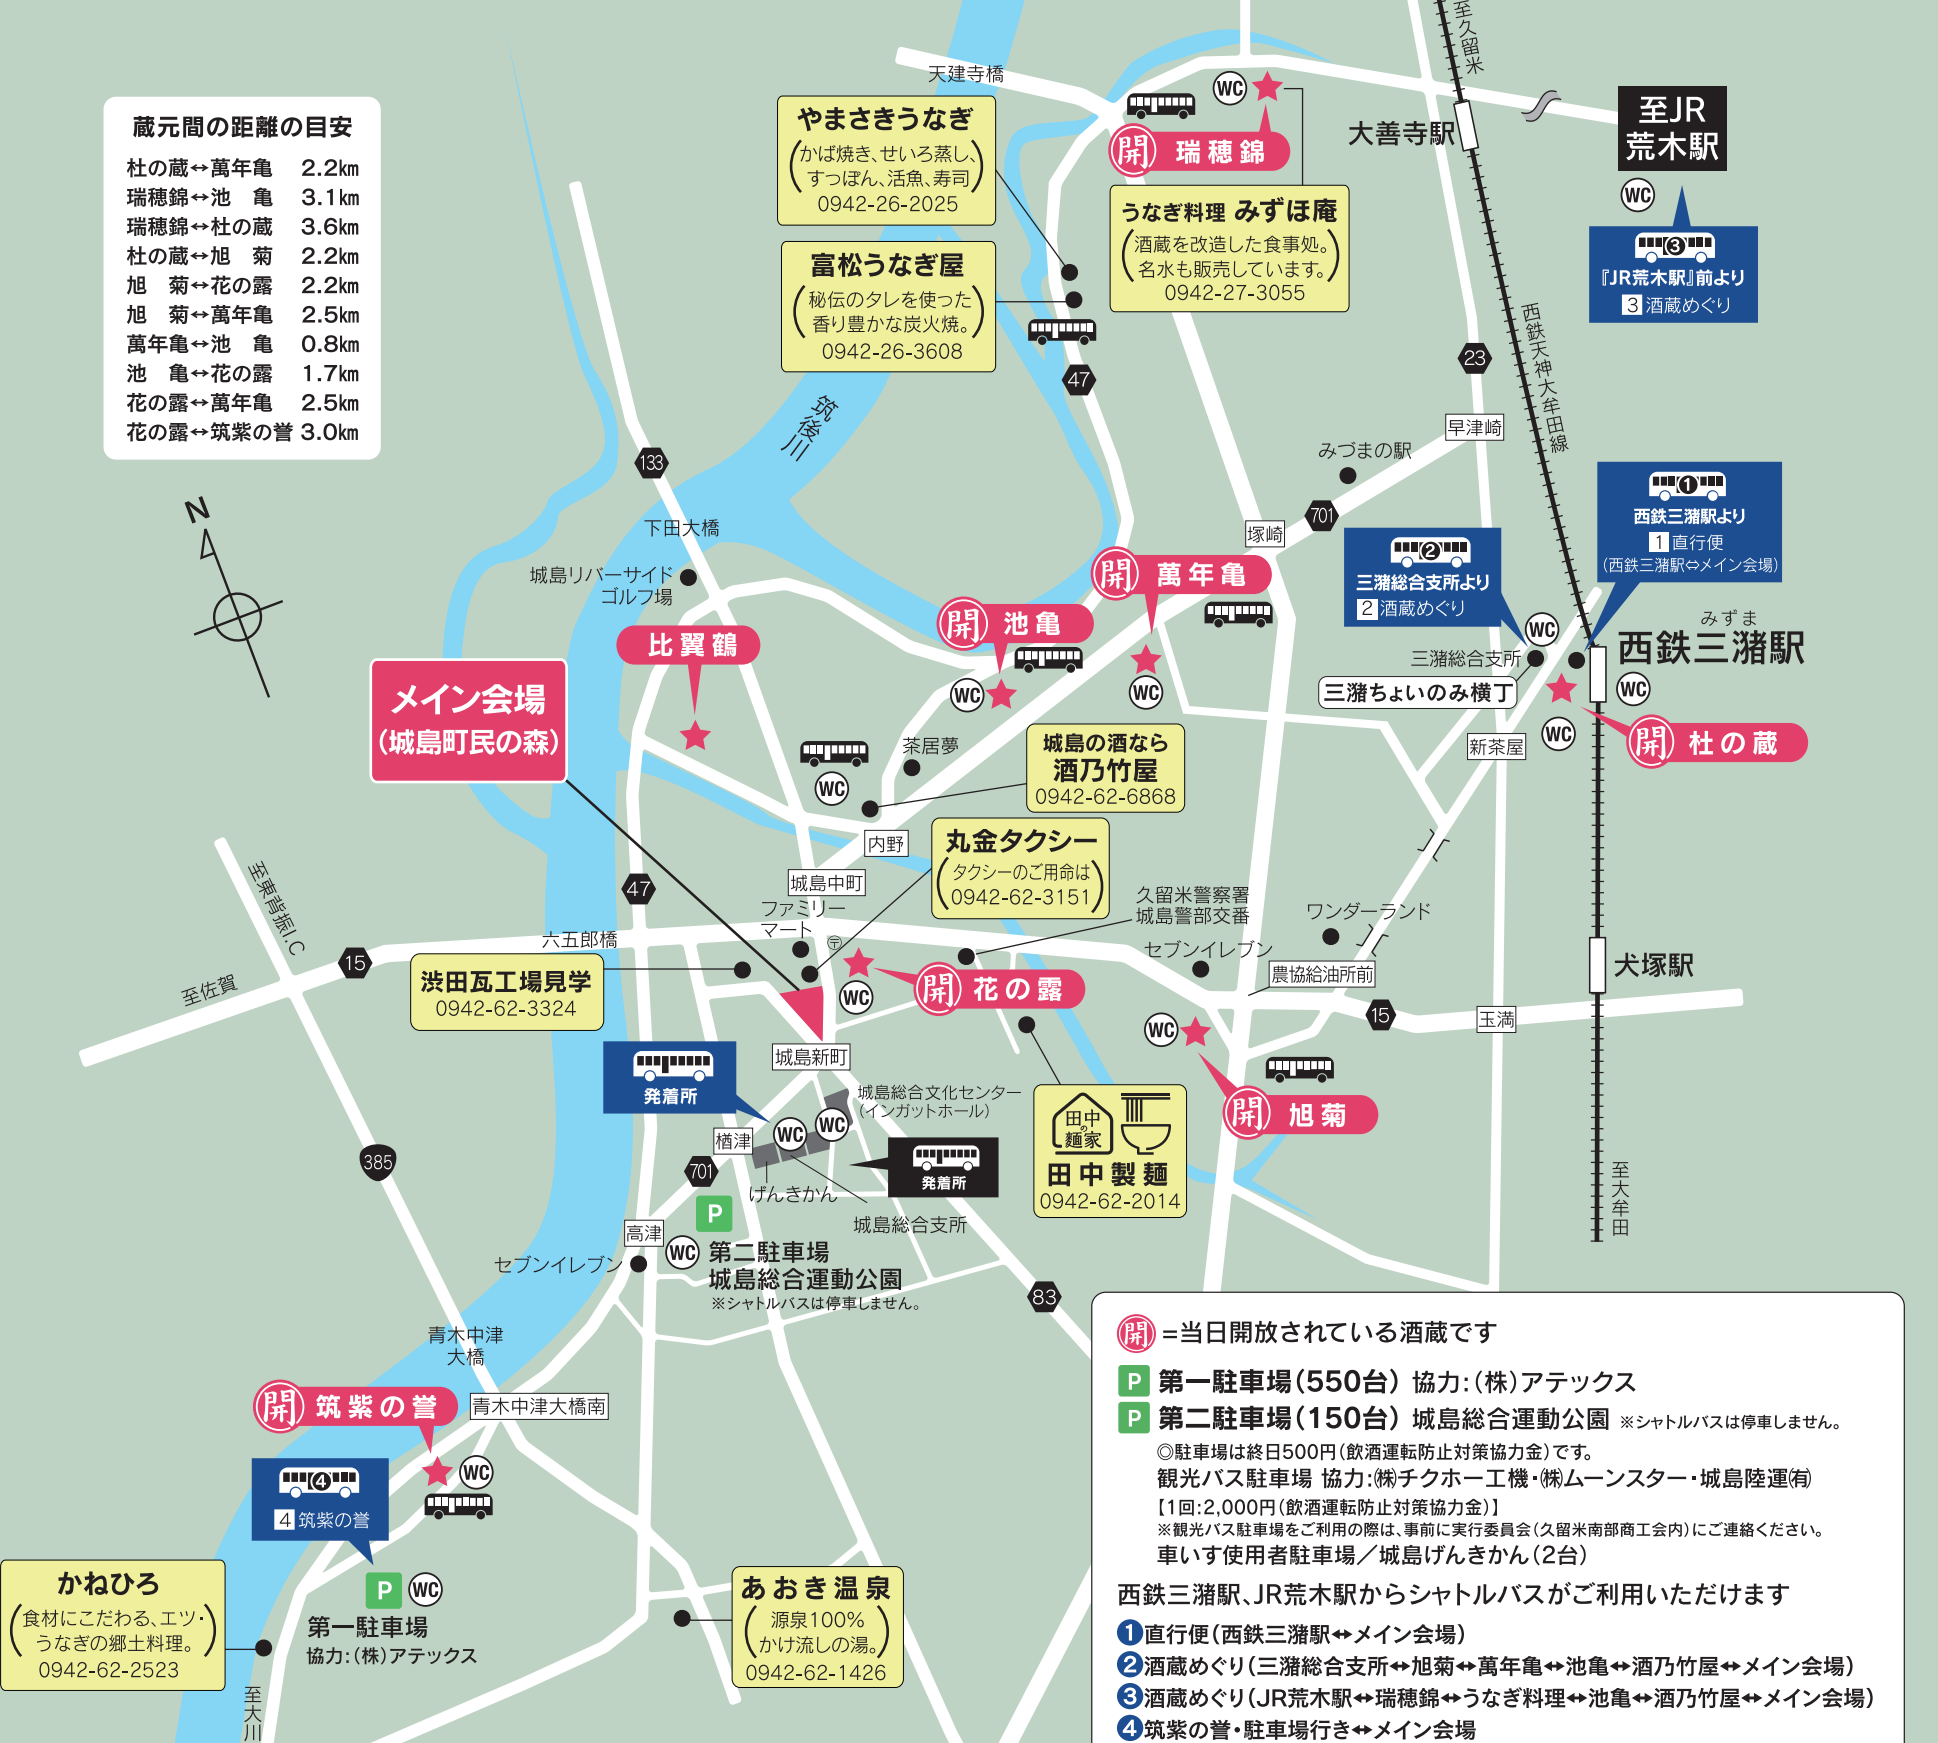 蔵元間の距離の目安
杜の蔵↔萬年亀 2.2km
瑞穂錦↔池 亀 3.1km
瑞穂錦↔杜の蔵 3.6km
杜の蔵↔旭 菊 2.2km
旭 菊↔花の露 2.2km
旭 菊↔萬年亀 2.5km
萬年亀↔池 亀 0.8km
池 亀↔花の露 1.7km
花の露↔萬年亀 2.5km
花の露↔筑紫の誉 3.0km
N
天建寺橋
やまさきうなぎ
(かば焼き、せいろ蒸し、
すっぽん、活魚、寿司)
0942-26-2025
富松うなぎ屋
(秘伝のタレを使った
香り豊かな炭火焼。)
0942-26-3608
WC
開 瑞穂錦
うなぎ料理 みずほ庵
(酒蔵を改造した食事処。
名水も販売しています。)
0942-27-3055
至久留米
大善寺駅
至JR
荒木駅
WC
3
『JR荒木駅』前より
3 酒蔵めぐり
西鉄天神大牟田線
23
47
早津崎
みづまの駅
701
塚崎
筑後川
133
下田大橋
城島リバーサイド
ゴルフ場
比翼鶴
開 池亀
WC
開 萬年亀
WC
2
三潴総合支所より
2 酒蔵めぐり
1
西鉄三潴駅より
1 直行便
(西鉄三潴駅⇔メイン会場)
WC
三潴総合支所
三潴ちょいのみ横丁
みずま
西鉄三潴駅
WC
WC
開 杜の蔵
新茶屋
メイン会場
(城島町民の森)
WC
茶居夢
城島の酒なら
酒乃竹屋
0942-62-6868
内野
丸金タクシー
(タクシーのご用命は
0942-62-3151)
城島中町
ファミリー
マート
〒
47
六五郎橋
至東背振I.C
至佐賀
15
渋田瓦工場見学
0942-62-3324
WC
開 花の露
久留米警察署
城島警部交番
セブンイレブン
ワンダーランド
農協給油所前
15
玉満
犬塚駅
WC
開 旭菊
至大牟田
城島新町
発着所
城島総合文化センター
(インガットホール)
楢津
WC
WC
701
げんきかん
発着所
城島総合支所
田中の麺家
田中製麺
0942-62-2014
385
高津
P
WC
第二駐車場
城島総合運動公園
※シャトルバスは停車しません。
セブンイレブン
83
青木中津
大橋
開 筑紫の誉
青木中津大橋南
WC
4
4 筑紫の誉
P
WC
第一駐車場
協力:(株)アテックス
かねひろ
(食材にこだわる、エツ・
うなぎの郷土料理。)
0942-62-2523
至大川
あおき温泉
(源泉100%
かけ流しの湯。)
0942-62-1426
開=当日開放されている酒蔵です
P 第一駐車場(550台) 協力:(株)アテックス
P 第二駐車場(150台) 城島総合運動公園 ※シャトルバスは停車しません。
◎駐車場は終日500円(飲酒運転防止対策協力金)です。
観光バス駐車場 協力:㈱チクホー工機・㈱ムーンスター・城島陸運㈲
【1回:2,000円(飲酒運転防止対策協力金)】
※観光バス駐車場をご利用の際は、事前に実行委員会(久留米南部商工会内)にご連絡ください。
車いす使用者駐車場/城島げんきかん(2台)
西鉄三潴駅、JR荒木駅からシャトルバスがご利用いただけます
❶直行便(西鉄三潴駅↔メイン会場)
❷酒蔵めぐり(三潴総合支所↔旭菊↔萬年亀↔池亀↔酒乃竹屋↔メイン会場)
❸酒蔵めぐり(JR荒木駅↔瑞穂錦↔うなぎ料理↔池亀↔酒乃竹屋↔メイン会場)
❹筑紫の誉・駐車場行き↔メイン会場